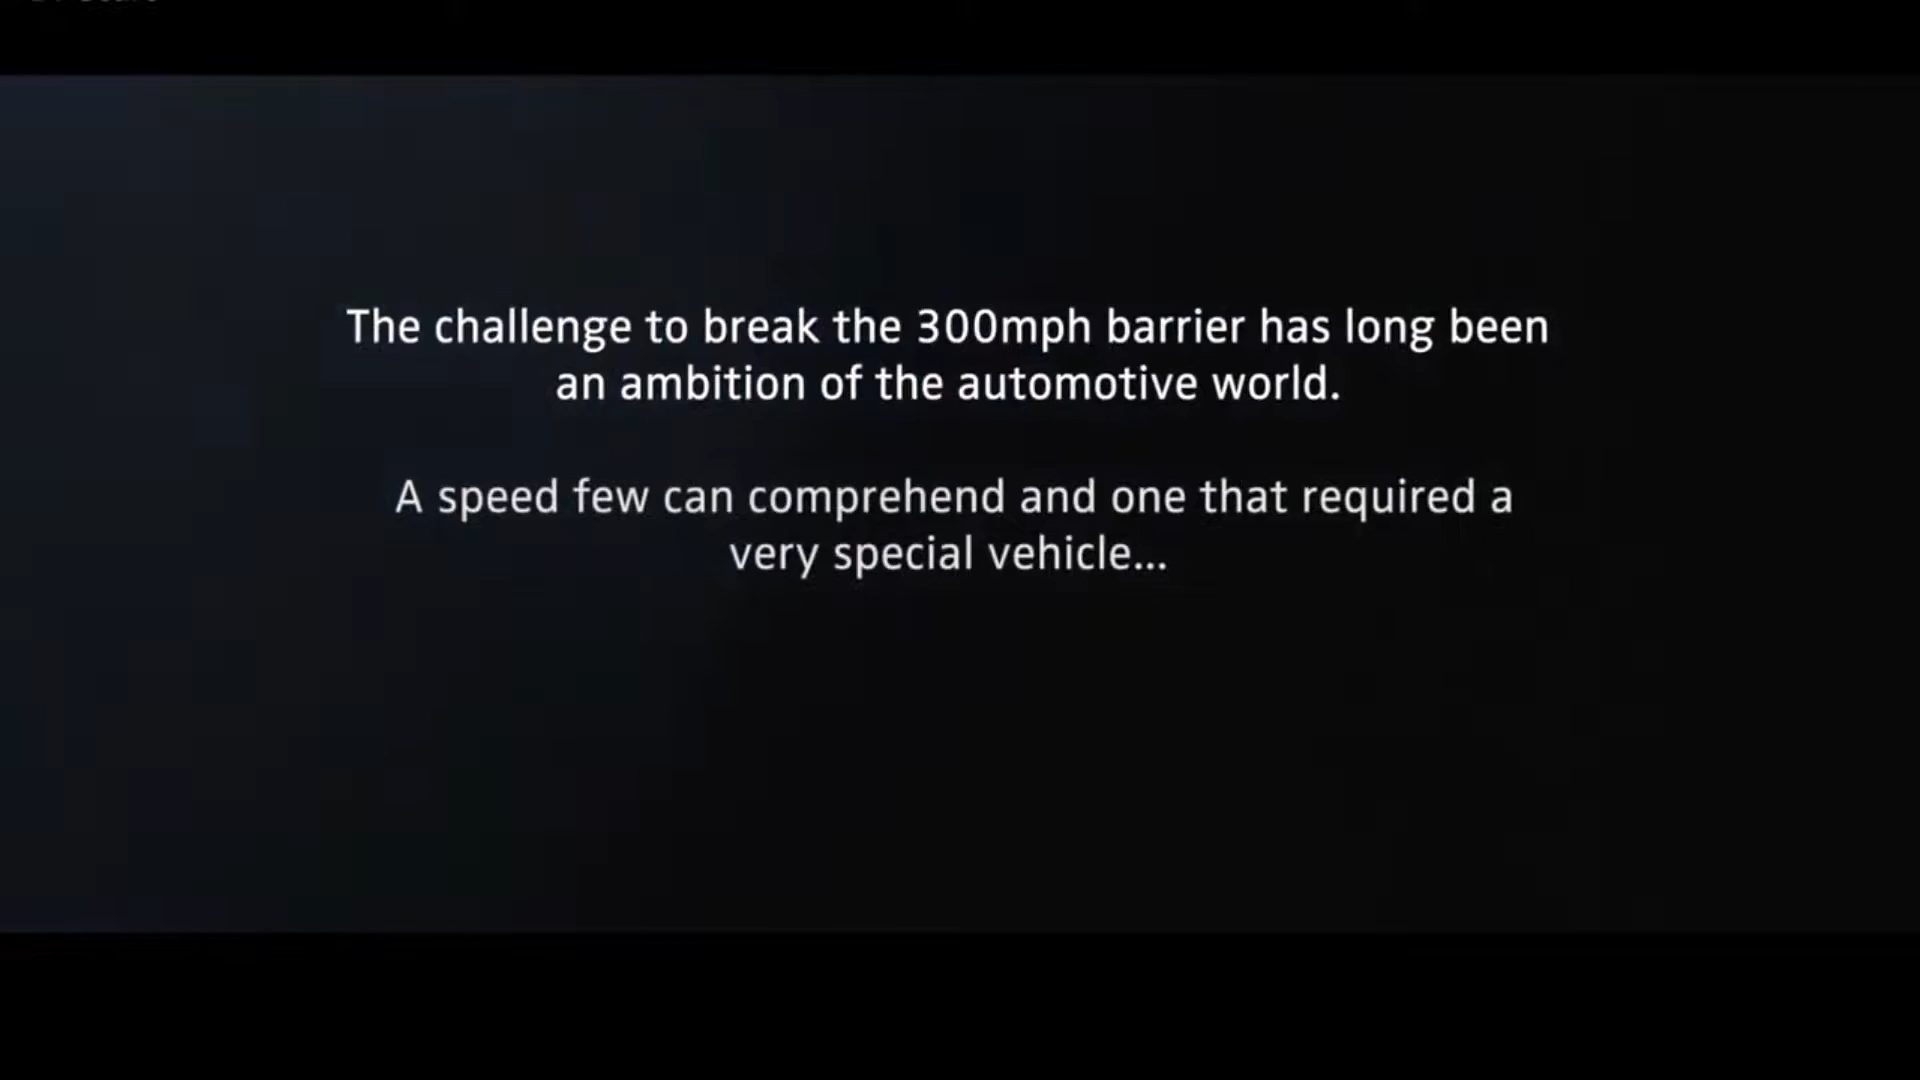 The challenge to break the 300mph barrier has long been
an ambition of the automotive world.
A speed few can comprehend and one that required a
very special vehicle...